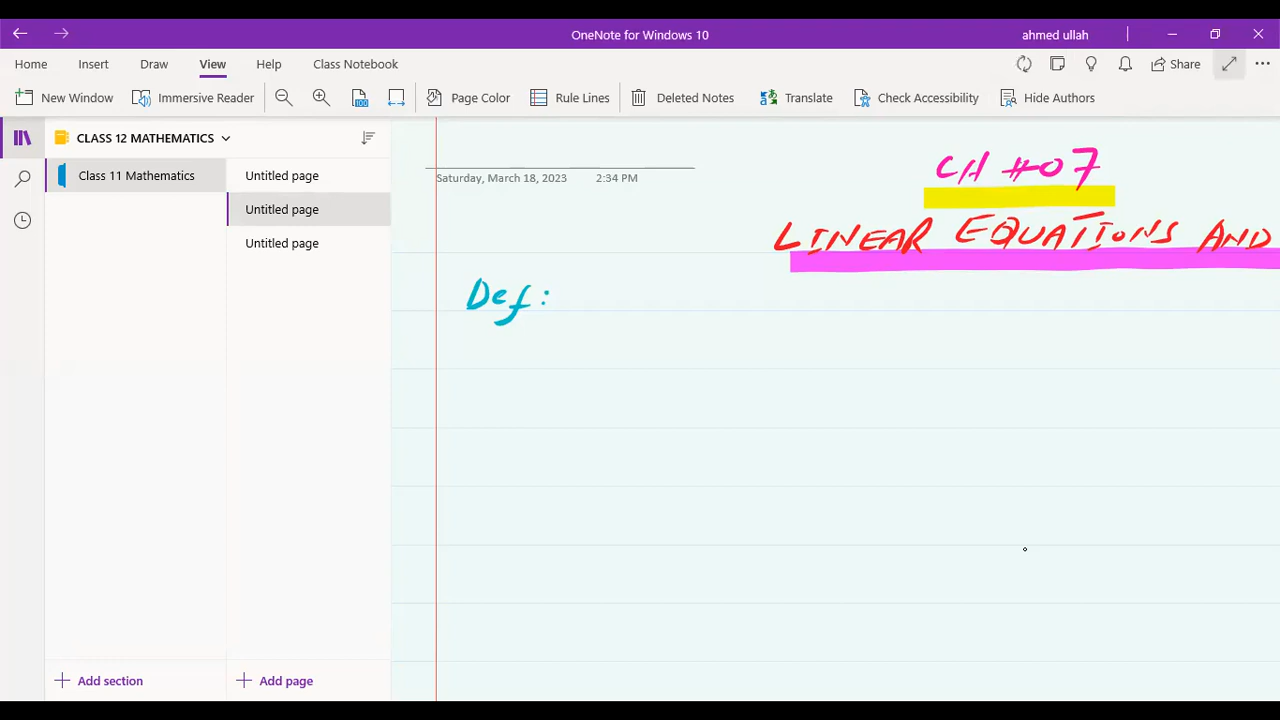 OneNote for Windows 10
ahmed ullah
Home Insert Draw View Help Class Notebook Share
New Window Immersive Reader 100 Page Color Rule Lines Deleted Notes Translate Check Accessibility Hide Authors
CLASS 12 MATHEMATICS
Class 11 Mathematics
Untitled page
Untitled page
Untitled page
Saturday, March 18, 2023 2:34 PM
CH #07
LINEAR EQUATIONS AND
Def:
Add section
Add page